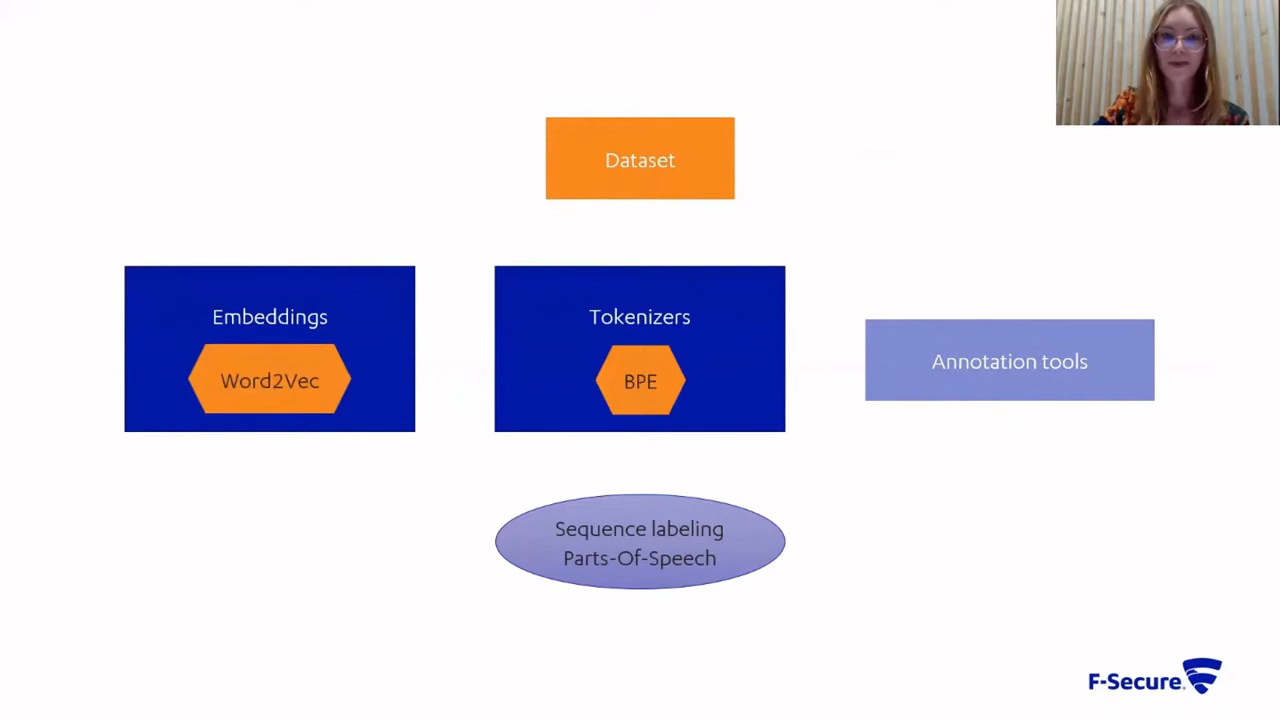 Dataset
Embeddings
Word2Vec
Tokenizers
BPE
Annotation tools
Sequence labeling
Parts-Of-Speech
F-Secure.